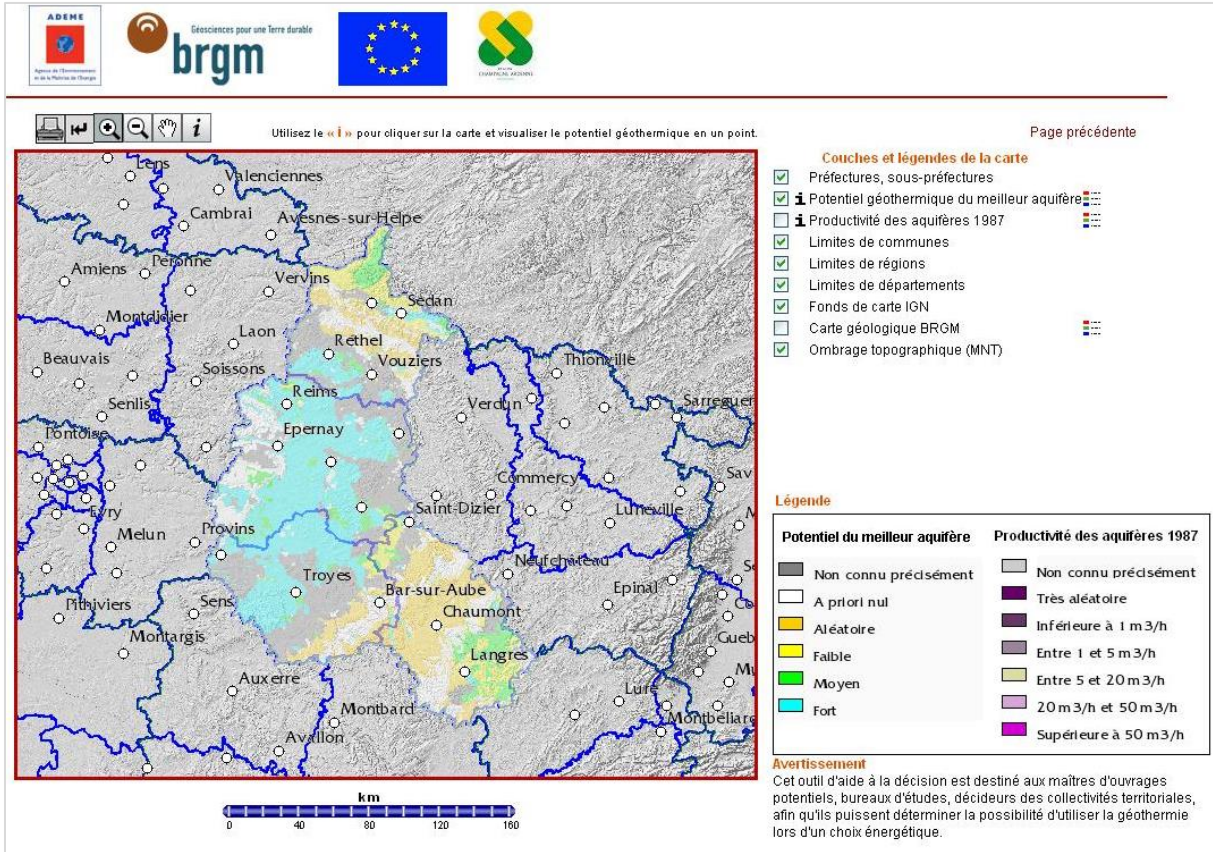 ADEME
Agence de l'Environnement
et de la Maîtrise de l'Energie
Géosciences pour une Terre durable
brgm
CHAMPAGNE ARDENNE
Utilisez le « i » pour cliquer sur la carte et visualiser le potentiel géothermique en un point.
Page précédente
Couches et légendes de la carte
Préfectures, sous-préfectures
i Potentiel géothermique du meilleur aquifère
i Productivité des aquifères 1987
Limites de communes
Limites de régions
Limites de départements
Fonds de carte IGN
Carte géologique BRGM
Ombrage topographique (MNT)
Lens
Valenciennes
Cambrai
Avesnes-sur-Helpe
Amiens
Péronne
Vervins
Sedan
Montdidier
Laon
Rethel
Beauvais
Soissons
Vouziers
Thionville
Reims
Senlis
Verdun
Sarreguer
Pontoise
Epernay
Commercy
Sav
Evry
Saint-Dizier
Lunéville
M
Melun
Provins
Neufchâteau
Troyes
Bar-sur-Aube
Epinal
Pithiviers
Sens
Chaumont
Montargis
Langres
Auxerre
Lure
Montbard
Montbéliard
Avallon
Se
Co
Gueb
Mu
km
0 40 80 120 160
Légende
Potentiel du meilleur aquifère
Non connu précisément
A priori nul
Aléatoire
Faible
Moyen
Fort
Productivité des aquifères 1987
Non connu précisément
Très aléatoire
Inférieure à 1 m3/h
Entre 1 et 5 m3/h
Entre 5 et 20 m3/h
20 m3/h et 50 m3/h
Supérieure à 50 m3/h
Avertissement
Cet outil d'aide à la décision est destiné aux maîtres d'ouvrages
potentiels, bureaux d'études, décideurs des collectivités territoriales,
afin qu'ils puissent déterminer la possibilité d'utiliser la géothermie
lors d'un choix énergétique.